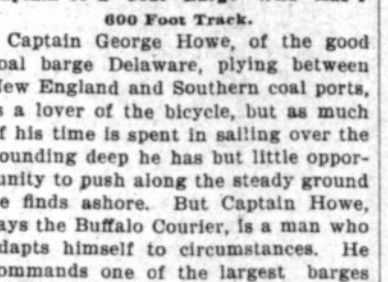 600 Foot Track.
Captain George Howe, of the good
oal barge Delaware, plying between
New England and Southern coal ports,
s a lover of the bicycle, but as much
f his time is spent in sailing over the
ounding deep he has but little oppor-
unity to push along the steady ground
e finds ashore. But Captain Howe,
ays the Buffalo Courier, is a man who
dapts himself to circumstances. He
ommands one of the largest barges